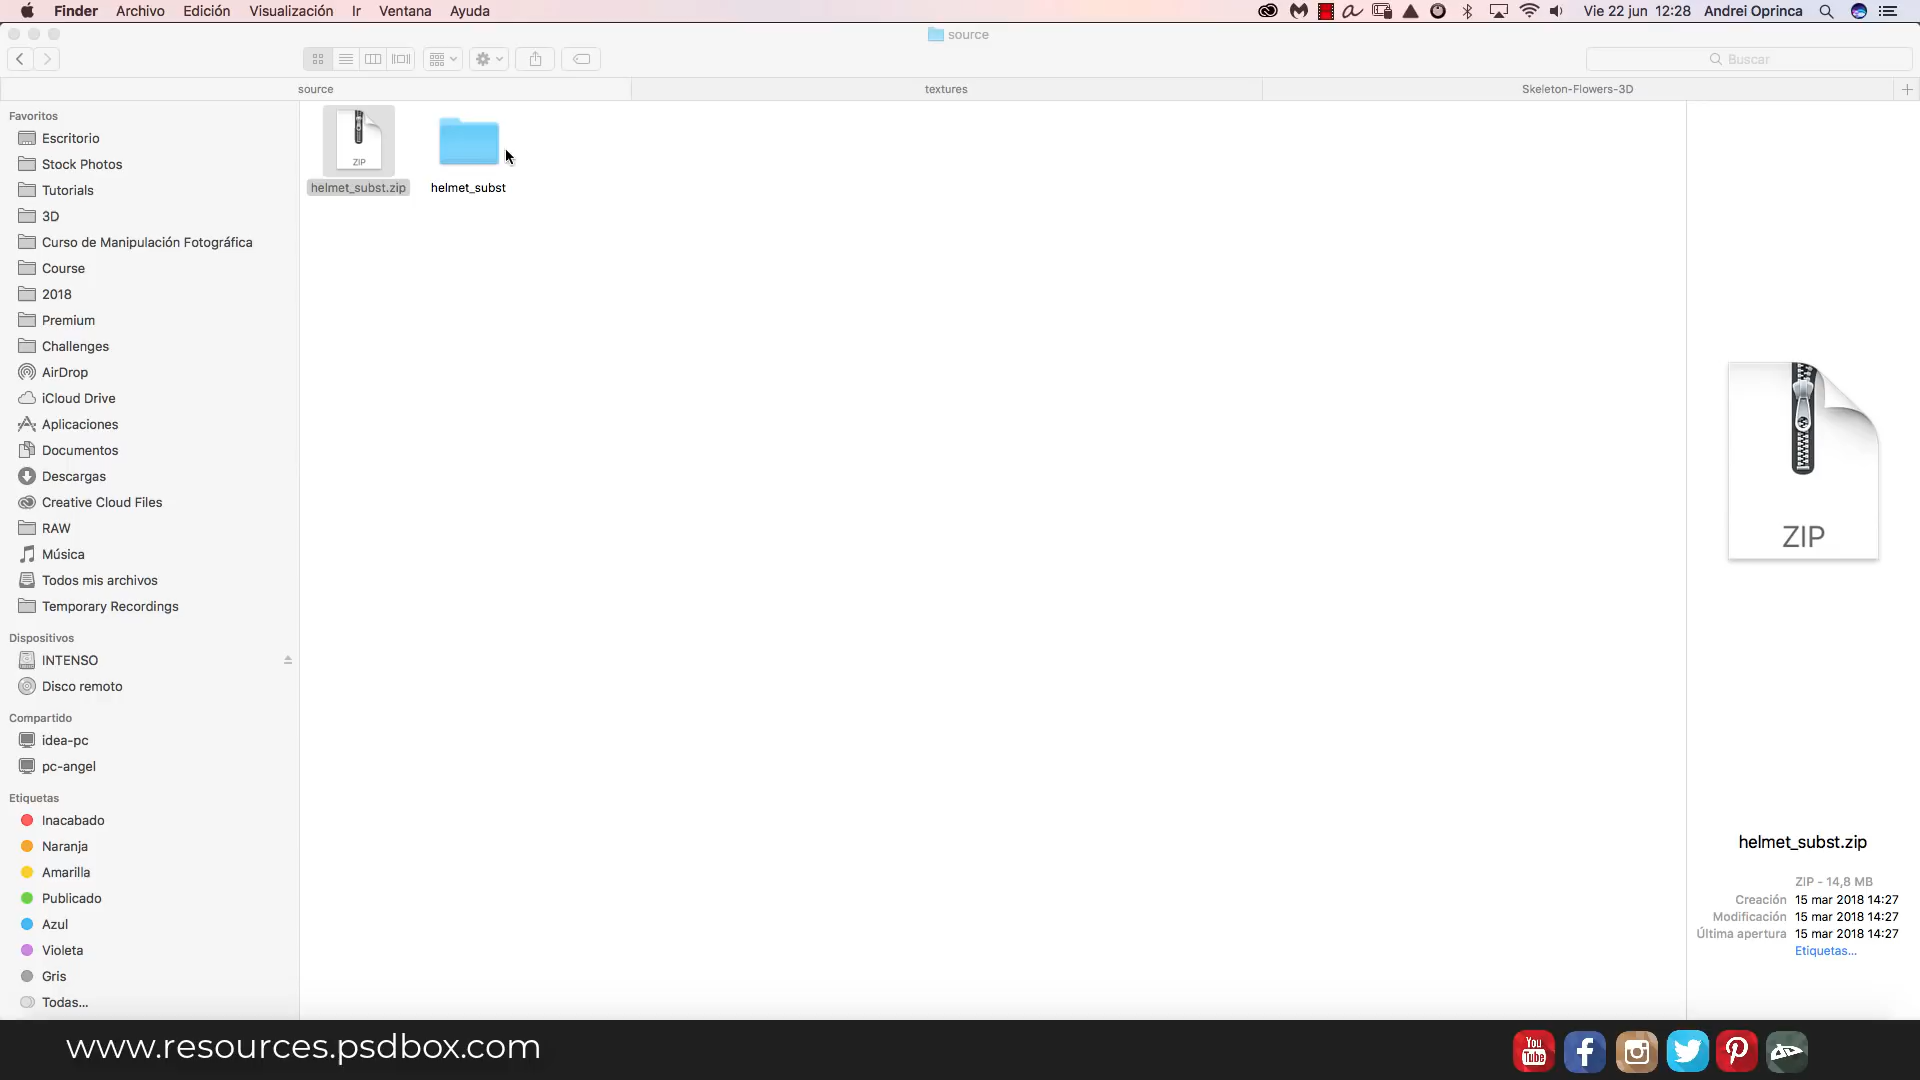 Finder Archivo Edición Visualización Ir Ventana Ayuda Vie 22 jun 12:28 Andrei Oprinca
source
Buscar
source textures Skeleton-Flowers-3D
Favoritos
Escritorio
Stock Photos
Tutorials
3D
Curso de Manipulación Fotográfica
Course
2018
Premium
Challenges
AirDrop
iCloud Drive
Aplicaciones
Documentos
Descargas
Creative Cloud Files
RAW
Música
Todos mis archivos
Temporary Recordings
Dispositivos
INTENSO
Disco remoto
Compartido
idea-pc
pc-angel
Etiquetas
Inacabado
Naranja
Amarilla
Publicado
Azul
Violeta
Gris
Todas...
ZIP
helmet_subst.zip helmet_subst
ZIP
helmet_subst.zip
ZIP - 14,8 MB
Creación 15 mar 2018 14:27
Modificación 15 mar 2018 14:27
Última apertura 15 mar 2018 14:27
Etiquetas...
www.resources.psdbox.com
You
Tube